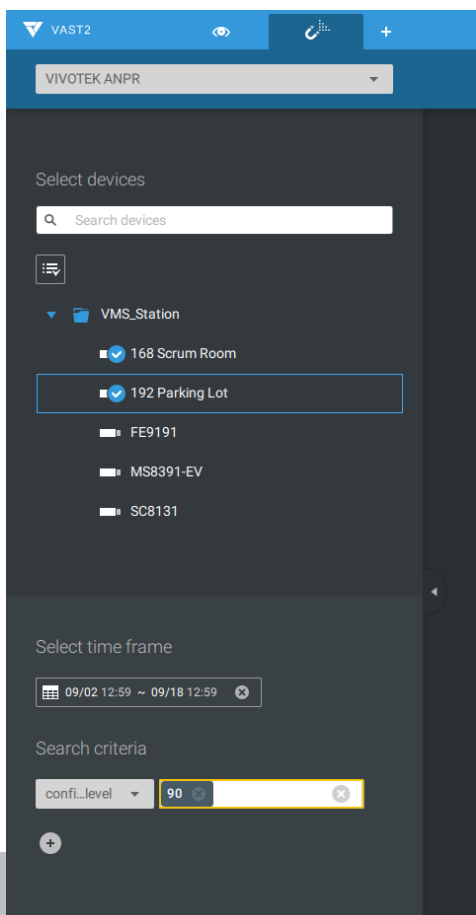 VAST2
+
VIVOTEK ANPR
Select devices
Search devices
VMS_Station
168 Scrum Room
192 Parking Lot
FE9191
MS8391-EV
SC8131
Select time frame
09/02 12:59 ~ 09/18 12:59
Search criteria
confi...level 90